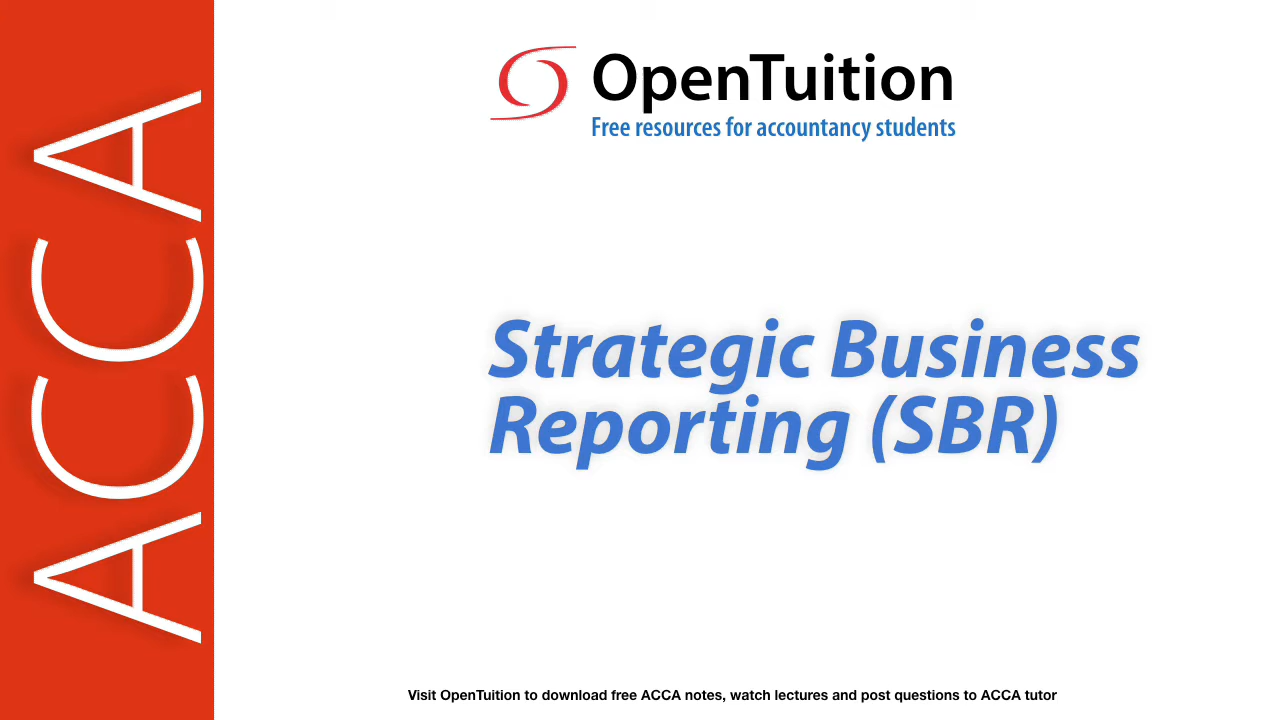 ACCA
OpenTuition
Free resources for accountancy students
Strategic Business
Reporting (SBR)
Visit OpenTuition to download free ACCA notes, watch lectures and post questions to ACCA tutor